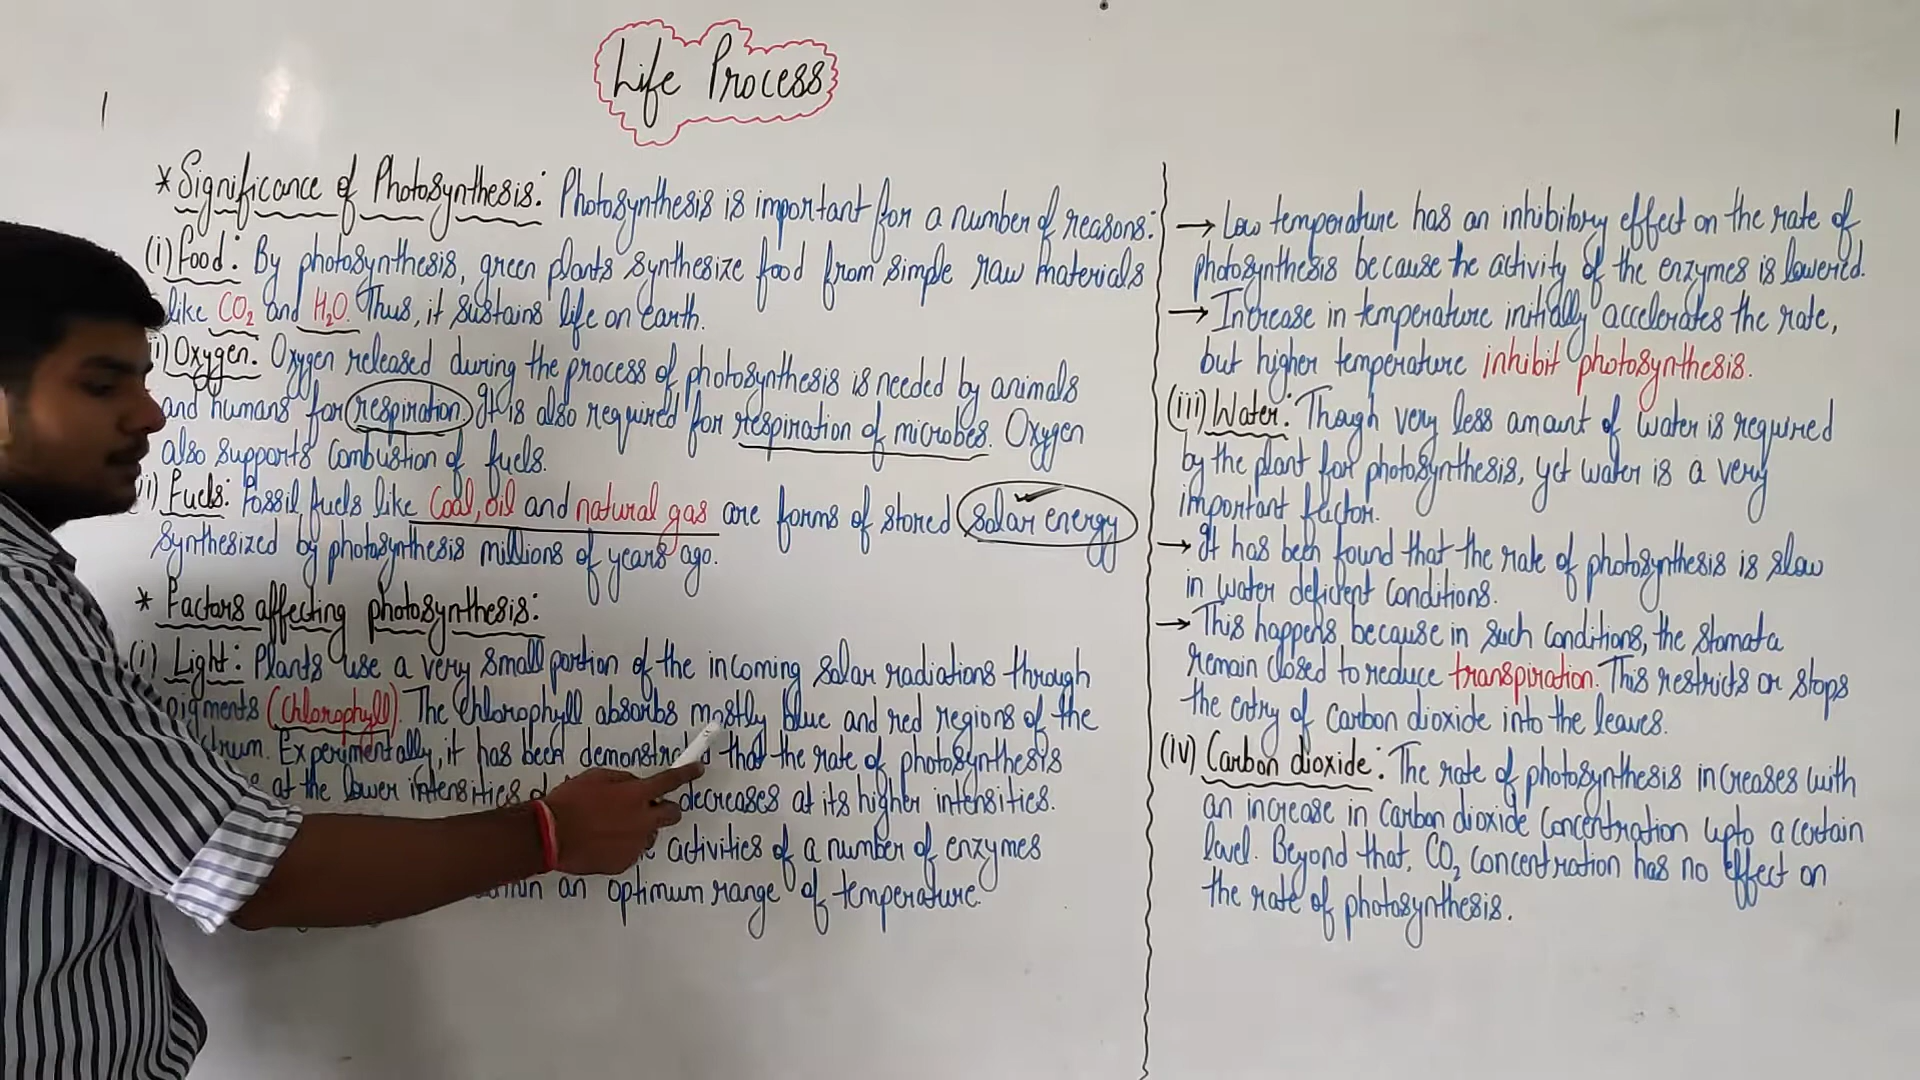 Life Process
* Significance of Photosynthesis: Photosynthesis is important for a number of reasons:
(i) Food: By photosynthesis, green plants synthesize food from simple raw materials
like CO₂ and H₂O. Thus, it sustains life on earth.
i) Oxygen. Oxygen released during the process of photosynthesis is needed by animals
and humans for respiration. It is also required for respiration of microbes. Oxygen
also supports combustion of fuels.
i) Fuels: Fossil fuels like Coal, oil and natural gas are forms of stored solar energy
synthesized by photosynthesis millions of years ago.
* Factors affecting photosynthesis:
(i) Light: Plants use a very small portion of the incoming solar radiations through
pigments (chlorophyll). The chlorophyll absorbs mostly blue and red regions of the
Experimentally, it has been that the rate of photosynthesis
at the lower intensities decreases at its higher intensities.
activities of a number of enzymes
an optimum range of temperature.
→ Low temperature has an inhibitory effect on the rate of
photosynthesis because the activity of the enzymes is lowered.
→ Increase in temperature initially accelerates the rate,
but higher temperature inhibit photosynthesis.
(iii) Water: Though very less amount of water is required
by the plant for photosynthesis, yet water is a very
important factor.
→ It has been found that the rate of photosynthesis is slow
in water deficient conditions.
→ This happens because in such conditions, the stomata
remain closed to reduce transpiration. This restricts or stops
the entry of carbon dioxide into the leaves.
(iv) Carbon dioxide: The rate of photosynthesis increases with
an increase in carbon dioxide concentration upto a certain
level. Beyond that, CO₂ concentration has no effect on
the rate of photosynthesis.